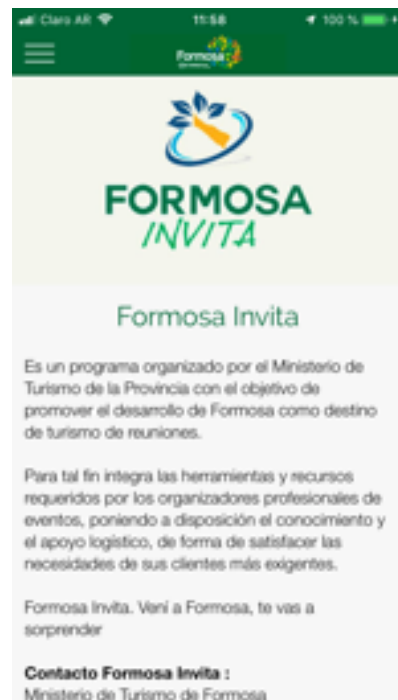 Claro AR 11:58 100 %
Formosa
FORMOSA
INVITA
Formosa Invita
Es un programa organizado por el Ministerio de
Turismo de la Provincia con el objetivo de
promover el desarrollo de Formosa como destino
de turismo de reuniones.
Para tal fin integra las herramientas y recursos
requeridos por los organizadores profesionales de
eventos, poniendo a disposición el conocimiento y
el apoyo logístico, de forma de satisfacer las
necesidades de sus clientes más exigentes.
Formosa Invita. Vení a Formosa, te vas a
sorprender
Contacto Formosa Invita :
Ministerio de Turismo de Formosa